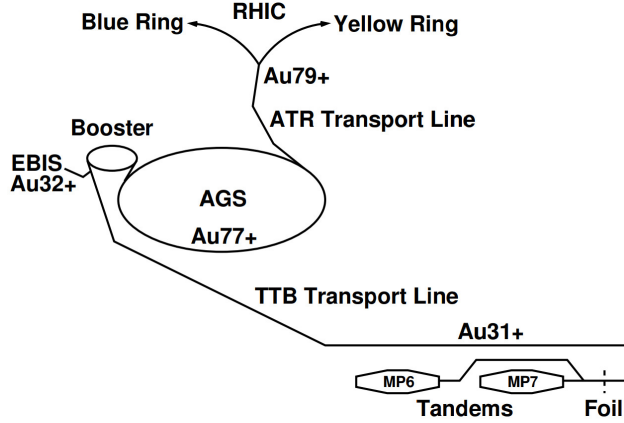 RHIC
Blue Ring
Yellow Ring
Au79+
ATR Transport Line
Booster
EBIS
Au32+
AGS
Au77+
TTB Transport Line
Au31+
MP6
MP7
Tandems
Foil